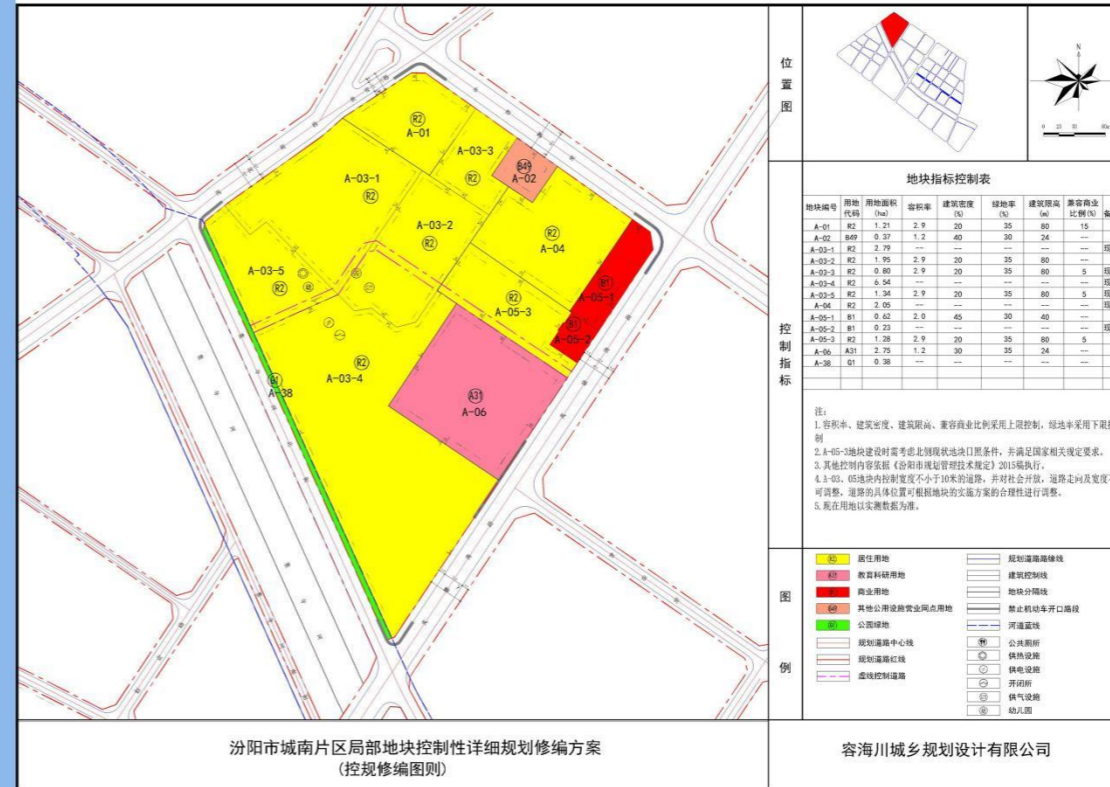 R2
A-01
A-03-3
R2
B49
A-02
A-03-1
R2
A-03-2
R2
R2
A-04
A-03-5
R2
R2
A-05-3
B1
A-05-1
B1
A-05-2
R2
A-03-4
A31
A-06
G1
A-38
位置图
N
控制指标
地块指标控制表
地块编号 用地代码 用地面积(ha) 容积率 建筑密度(%) 绿地率(%) 建筑限高(m) 兼容商业比例(%)
A-01 R2 1.21 2.9 20 35 80 15
A-02 B49 0.37 1.2 40 30 24 --
A-03-1 R2 2.79 -- -- -- -- --
A-03-2 R2 1.95 2.9 20 35 80 --
A-03-3 R2 0.80 2.9 20 35 80 5
A-03-4 R2 6.54 -- -- -- -- --
A-03-5 R2 1.34 2.9 20 35 80 5
A-04 R2 2.05 -- -- -- -- --
A-05-1 B1 0.62 2.0 45 30 40 --
A-05-2 B1 0.23 -- -- -- -- --
A-05-3 R2 1.28 2.9 20 35 80 5
A-06 A31 2.75 1.2 30 35 24 --
A-38 G1 0.38 -- -- -- -- --
注:
1.容积率、建筑密度、建筑限高、兼容商业比例采用上限控制，绿地率采用下限控
制
2.A-05-3地块建设时需考虑北侧现状地块日照条件，并满足国家相关规定要求。
3.其他控制内容依据《汾阳市规划管理技术规定》2015稿执行。
4.A-03、05地块内控制宽度不小于10米的道路，并对社会开放，道路走向及宽度不
可调整，道路的具体位置可根据地块的实施方案的合理性进行调整。
5.现在用地以实测数据为准。
图例
居住用地
教育科研用地
商业用地
其他公用设施营业网点用地
公园绿地
规划道路中心线
规划道路红线
虚线控制道路
规划道路路缘线
建筑控制线
地块分隔线
禁止机动车开口路段
河道蓝线
公共厕所
供热设施
供电设施
开闭所
供气设施
幼儿园
汾阳市城南片区局部地块控制性详细规划修编方案
(控规修编图则)
容海川城乡规划设计有限公司